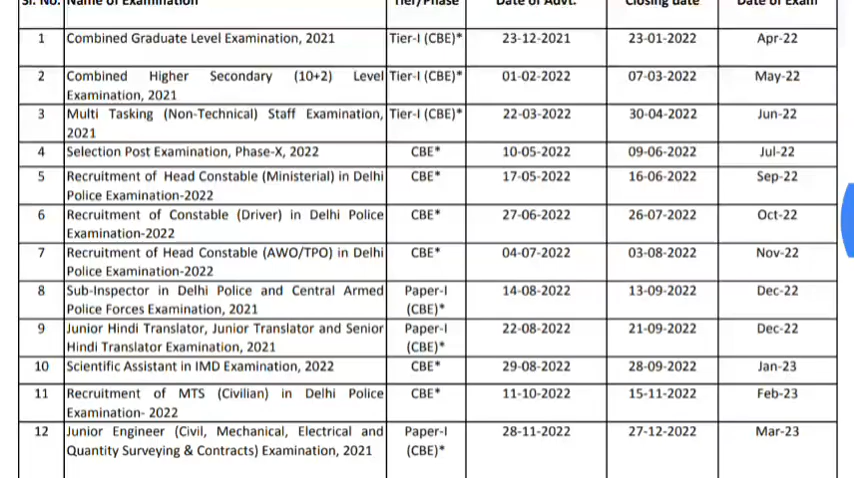 Sl. No. Name of Examination Tier/Phase Date of Advt. Closing date Date of Exam
1 Combined Graduate Level Examination, 2021 Tier-I (CBE)* 23-12-2021 23-01-2022 Apr-22
2 Combined Higher Secondary (10+2) Level Tier-I (CBE)* 01-02-2022 07-03-2022 May-22
Examination, 2021
3 Multi Tasking (Non-Technical) Staff Examination, Tier-I (CBE)* 22-03-2022 30-04-2022 Jun-22
2021
4 Selection Post Examination, Phase-X, 2022 CBE* 10-05-2022 09-06-2022 Jul-22
5 Recruitment of Head Constable (Ministerial) in Delhi CBE* 17-05-2022 16-06-2022 Sep-22
Police Examination-2022
6 Recruitment of Constable (Driver) in Delhi Police CBE* 27-06-2022 26-07-2022 Oct-22
Examination-2022
7 Recruitment of Head Constable (AWO/TPO) in Delhi CBE* 04-07-2022 03-08-2022 Nov-22
Police Examination-2022
8 Sub-Inspector in Delhi Police and Central Armed Paper-I 14-08-2022 13-09-2022 Dec-22
Police Forces Examination, 2021 (CBE)*
9 Junior Hindi Translator, Junior Translator and Senior Paper-I 22-08-2022 21-09-2022 Dec-22
Hindi Translator Examination, 2021 (CBE)*
10 Scientific Assistant in IMD Examination, 2022 CBE* 29-08-2022 28-09-2022 Jan-23
11 Recruitment of MTS (Civilian) in Delhi Police CBE* 11-10-2022 15-11-2022 Feb-23
Examination- 2022
12 Junior Engineer (Civil, Mechanical, Electrical and Paper-I 28-11-2022 27-12-2022 Mar-23
Quantity Surveying & Contracts) Examination, 2021 (CBE)*